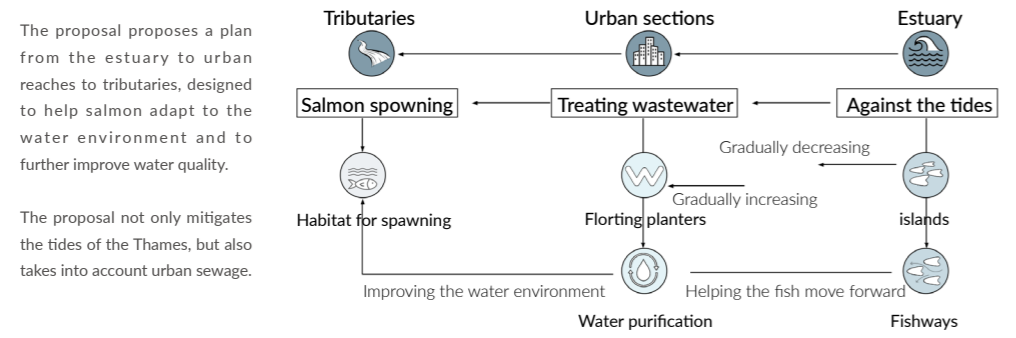 The proposal proposes a plan
from the estuary to urban
reaches to tributaries, designed
to help salmon adapt to the
water environment and to
further improve water quality.
The proposal not only mitigates
the tides of the Thames, but also
takes into account urban sewage.
Tributaries
Urban sections
Estuary
Salmon spowning
Treating wastewater
Against the tides
Gradually decreasing
Gradually increasing
Habitat for spawning
Florting planters
islands
Improving the water environment
Helping the fish move forward
Water purification
Fishways